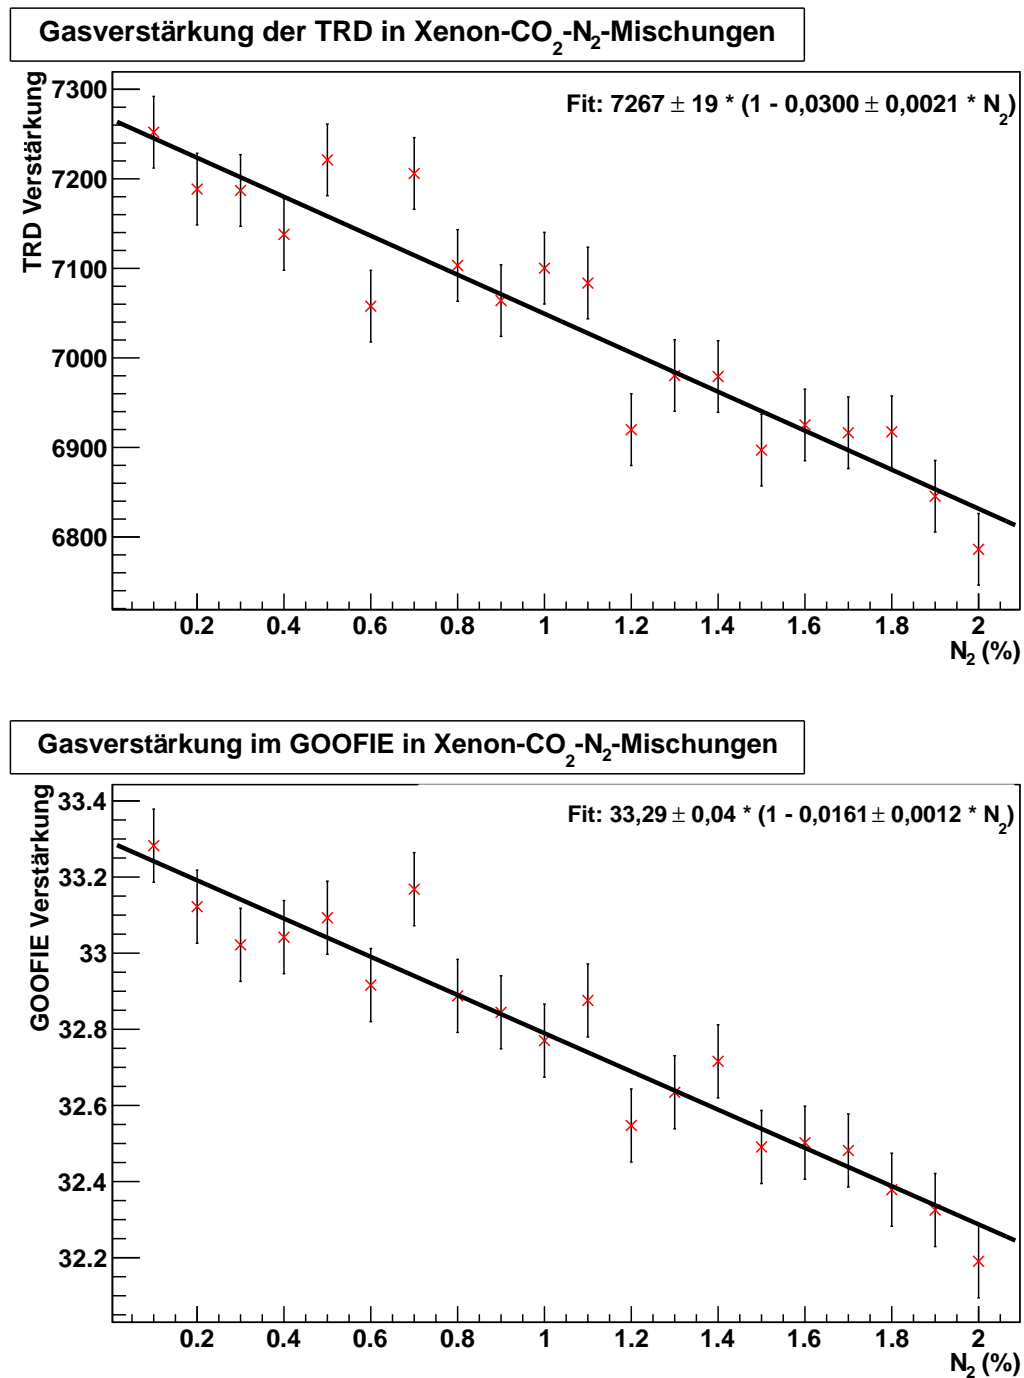 Gasverstärkung der TRD in Xenon-CO₂-N₂-Mischungen
TRD Verstärkung
Fit: 7267 ± 19 * (1 - 0,0300 ± 0,0021 * N₂)
7300
7200
7100
7000
6900
6800
0.2 0.4 0.6 0.8 1 1.2 1.4 1.6 1.8 2
N₂ (%)
Gasverstärkung im GOOFIE in Xenon-CO₂-N₂-Mischungen
GOOFIE Verstärkung
Fit: 33,29 ± 0,04 * (1 - 0,0161 ± 0,0012 * N₂)
33.4
33.2
33
32.8
32.6
32.4
32.2
0.2 0.4 0.6 0.8 1 1.2 1.4 1.6 1.8 2
N₂ (%)